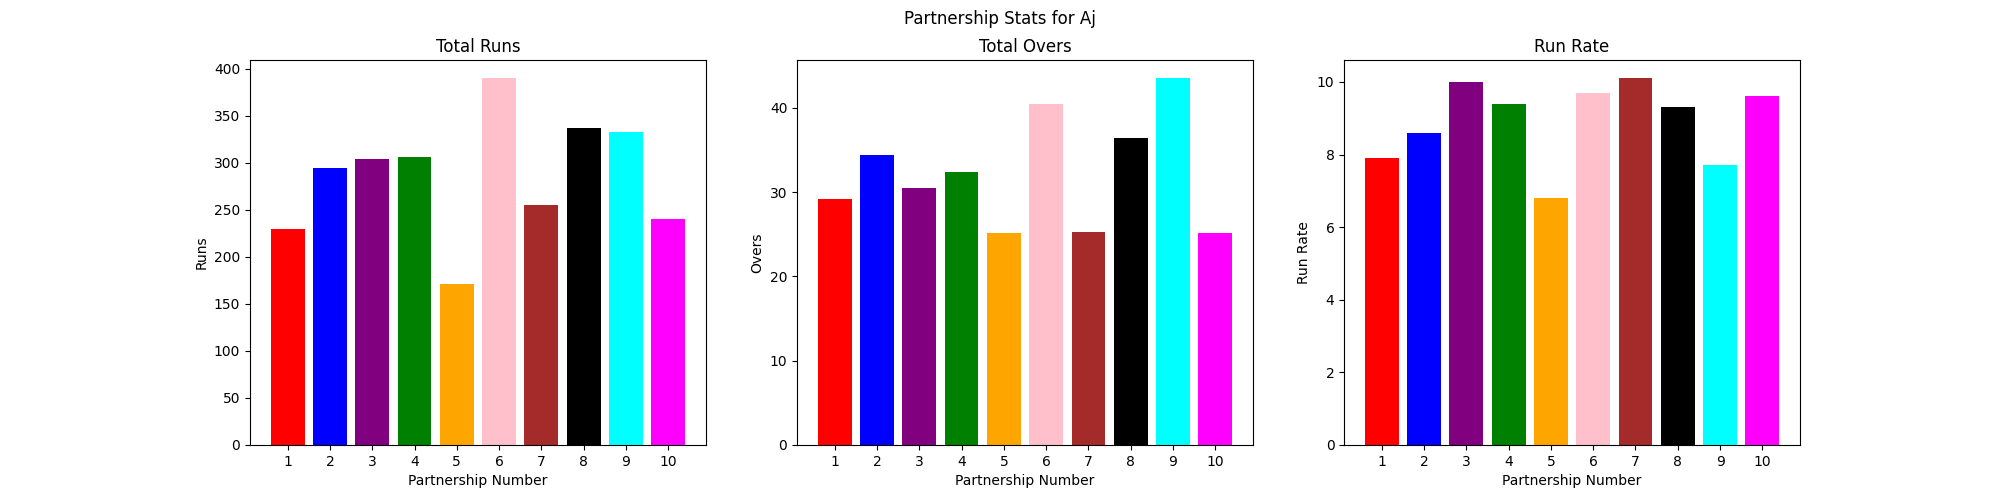 Partnership Stats for Aj
Total Runs
Runs
400
350
300
250
200
150
100
50
0
1 2 3 4 5 6 7 8 9 10
Partnership Number
Total Overs
Overs
40
30
20
10
0
1 2 3 4 5 6 7 8 9 10
Partnership Number
Run Rate
Run Rate
10
8
6
4
2
0
1 2 3 4 5 6 7 8 9 10
Partnership Number